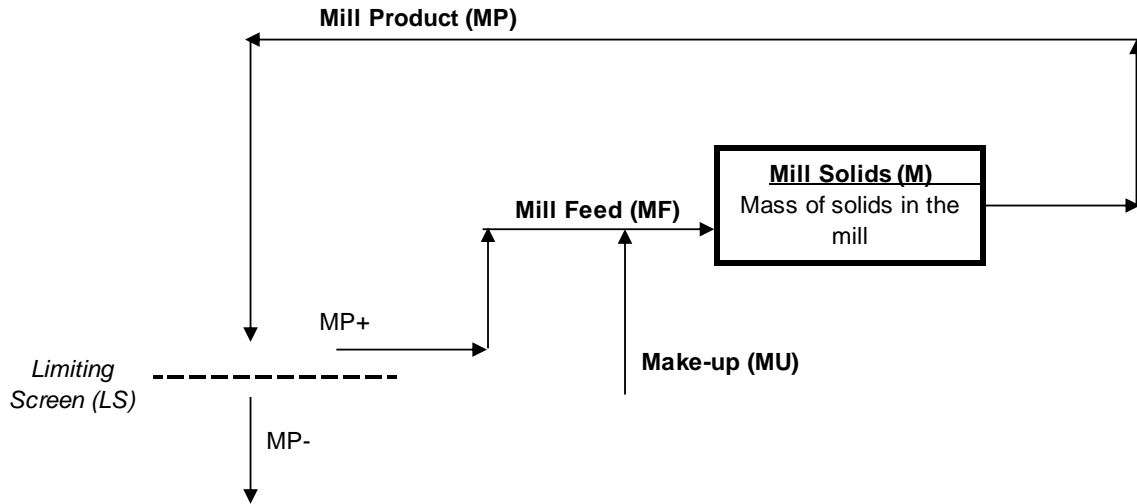 Mill Product (MP)
Mill Solids (M)
Mass of solids in the
mill
Mill Feed (MF)
MP+
Limiting
Screen (LS)
Make-up (MU)
MP-